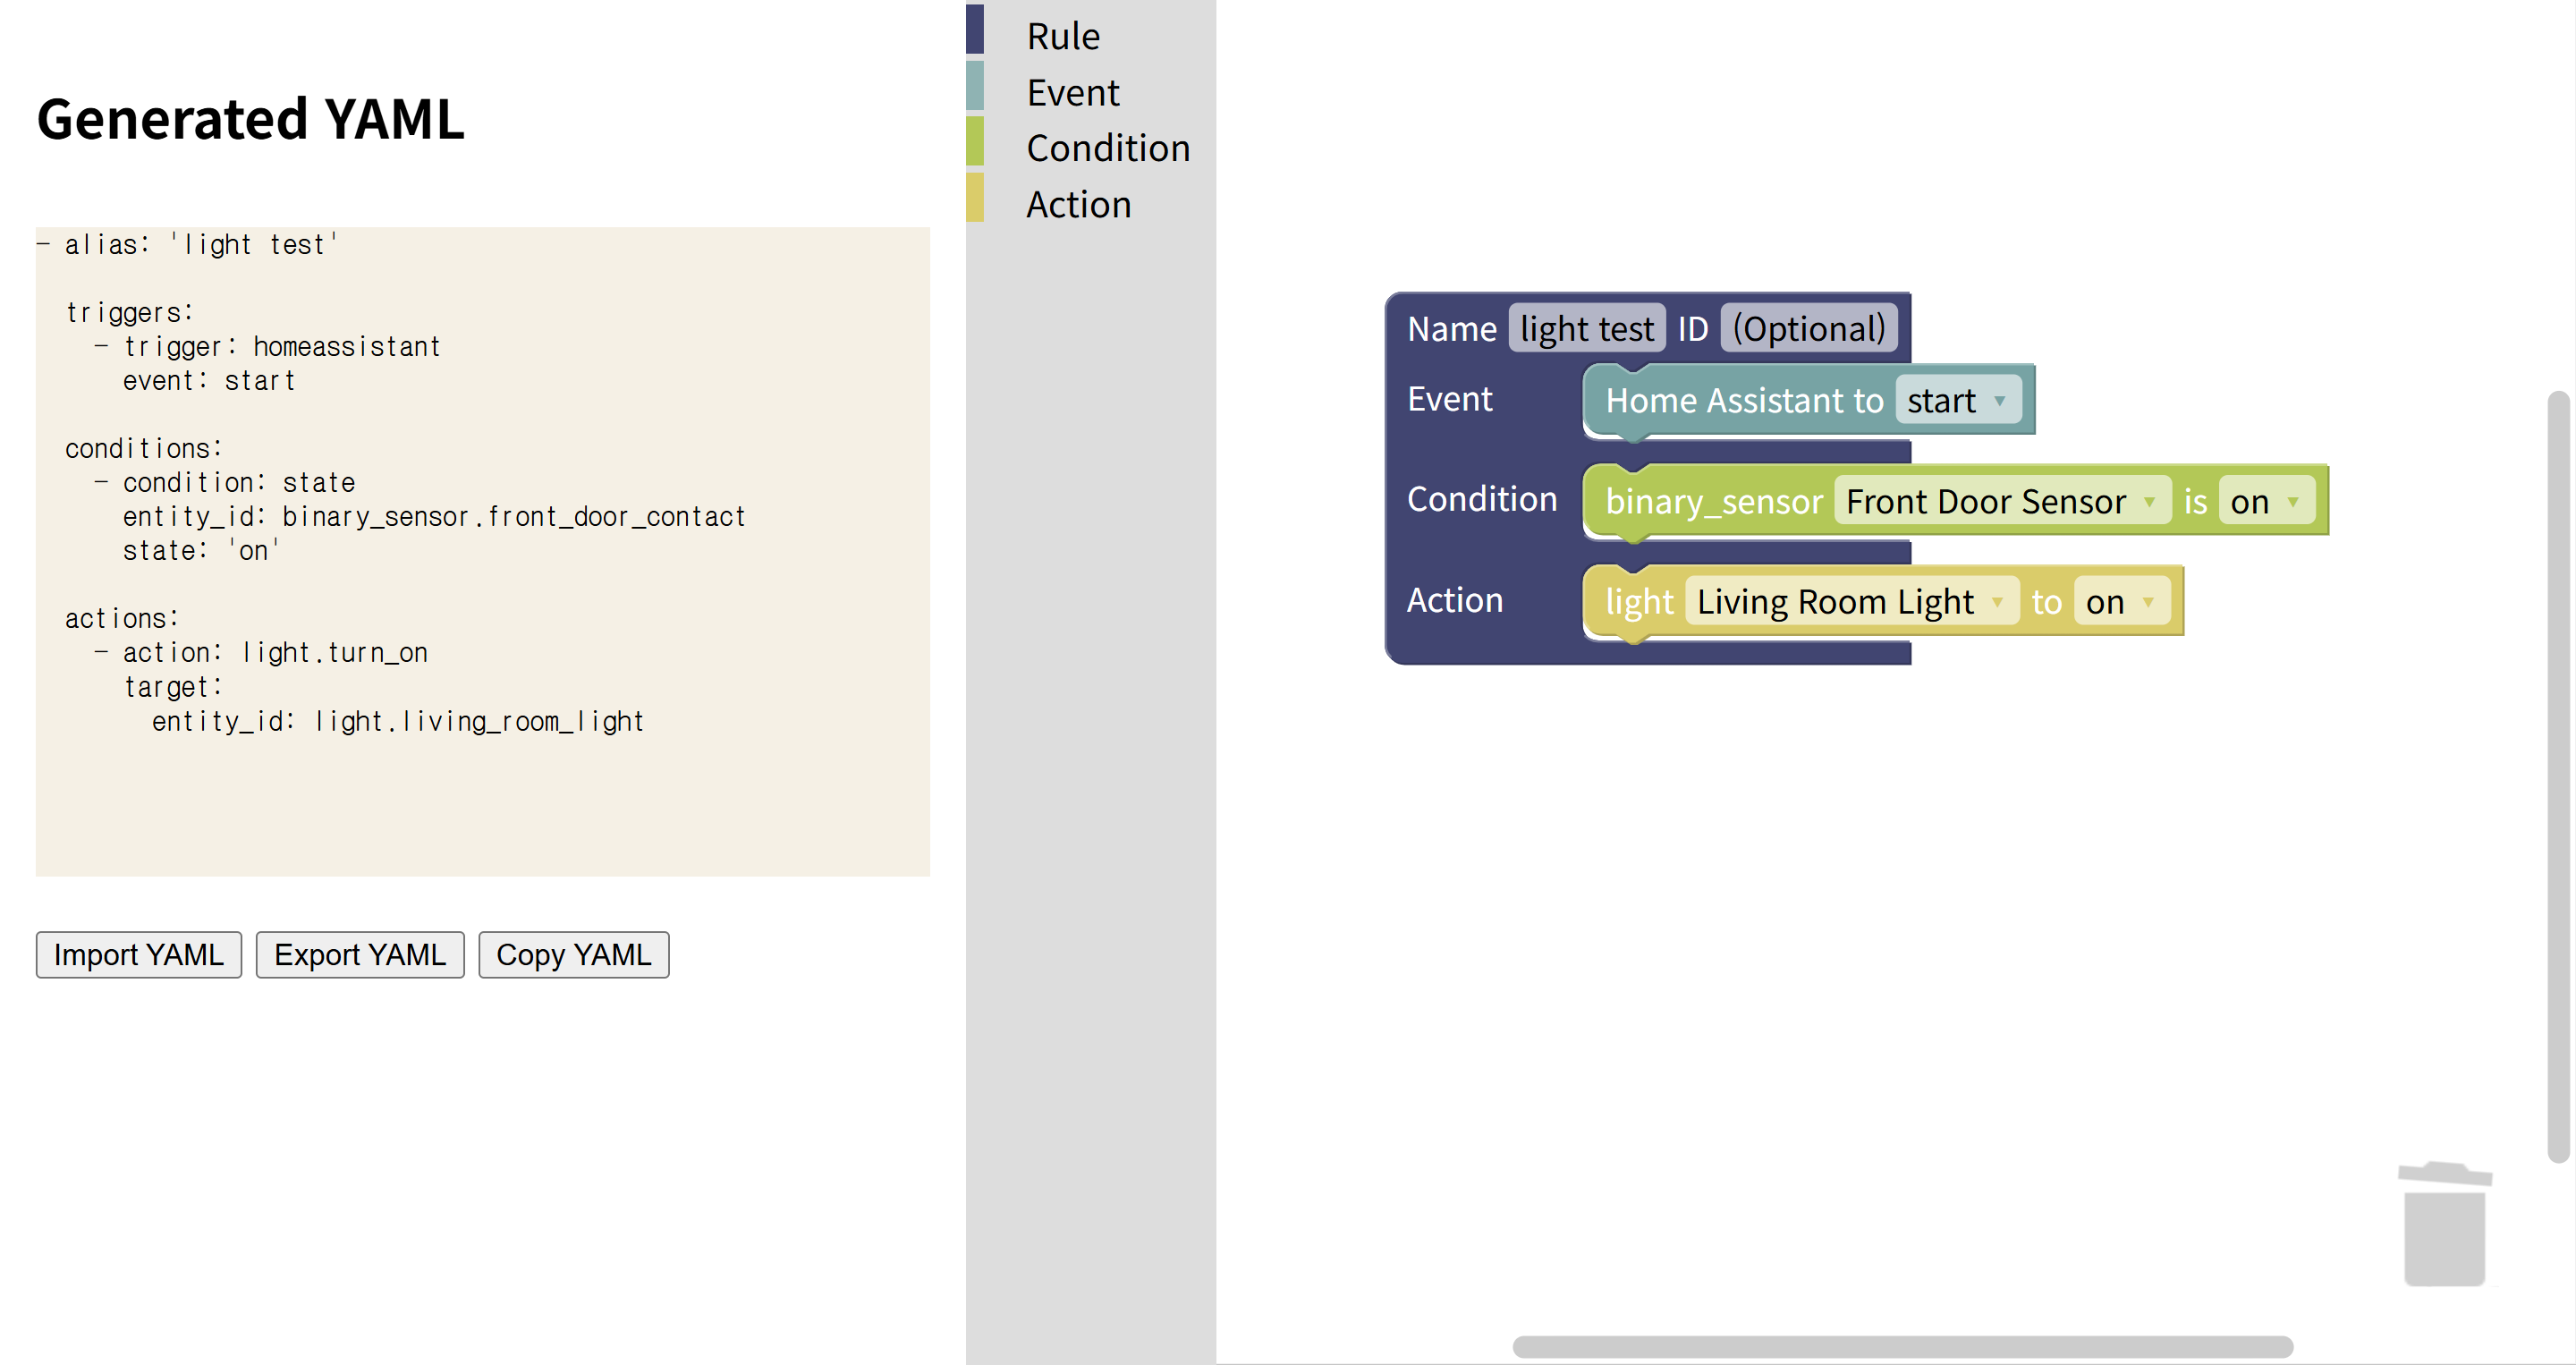 Generated YAML
- alias: 'light test'
triggers:
- trigger: homeassistant
event: start
conditions:
- condition: state
entity_id: binary_sensor.front_door_contact
state: 'on'
actions:
- action: light.turn_on
target:
entity_id: light.living_room_light
Import YAML Export YAML Copy YAML
Rule
Event
Condition
Action
Name light test ID (Optional)
Event Home Assistant to start
Condition binary_sensor Front Door Sensor is on
Action light Living Room Light to on